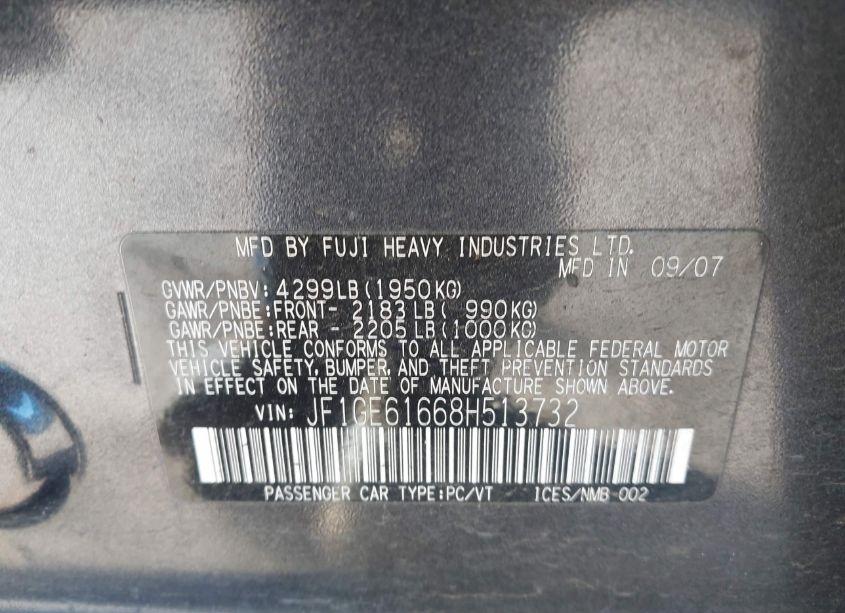 MFD BY FUJI HEAVY INDUSTRIES LTD.
MFD IN 09/07
GVWR/PNBV: 4299LB (1950KG)
GAWR/PNBE:FRONT- 2183LB ( 990KG)
GAWR/PNBE:REAR - 2205LB (1000KG)
THIS VEHICLE CONFORMS TO ALL APPLICABLE FEDERAL MOTOR
VEHICLE SAFETY, BUMPER, AND THEFT PREVENTION STANDARDS
IN EFFECT ON THE DATE OF MANUFACTURE SHOWN ABOVE.
VIN: JF1GE61668H513732
PASSENGER CAR TYPE:PC/VT ICES/NMB-002